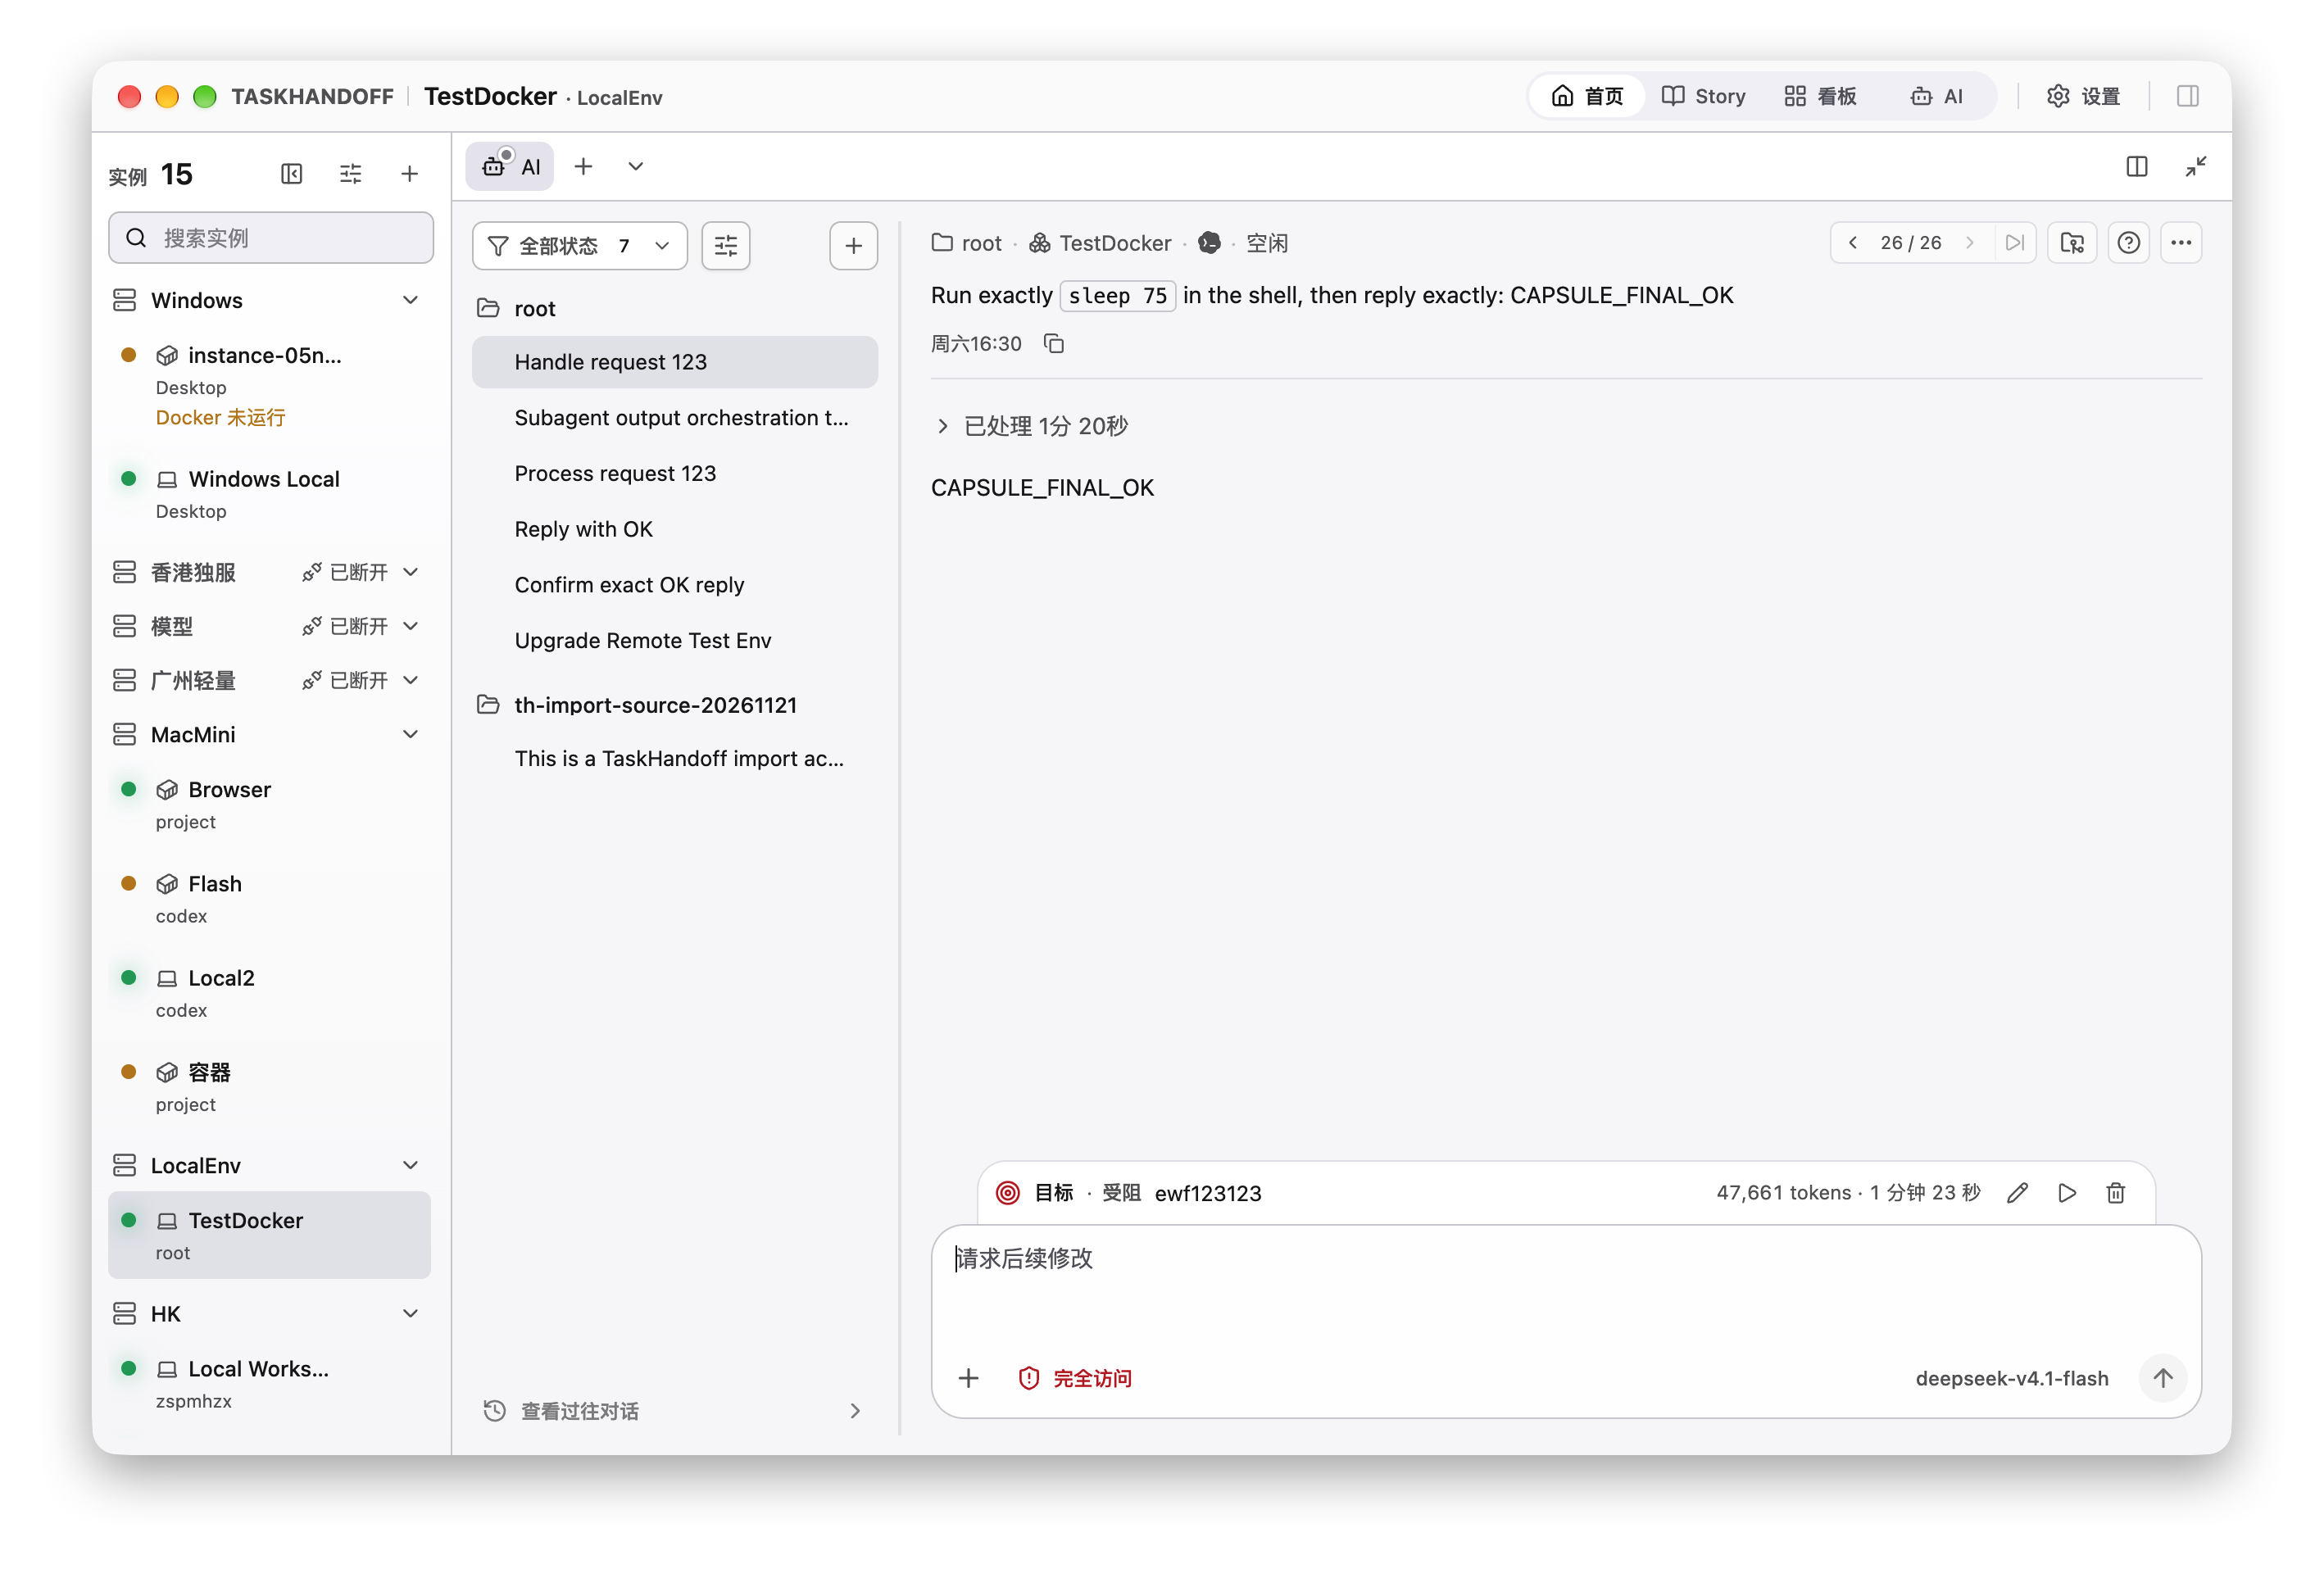 TASKHANDOFF TestDocker · LocalEnv
首页 Story 看板 AI 设置
实例 15
搜索实例
Windows
instance-05n...
Desktop
Docker 未运行
Windows Local
Desktop
香港独服 已断开
模型 已断开
广州轻量 已断开
MacMini
Browser
project
Flash
codex
Local2
codex
容器
project
LocalEnv
TestDocker
root
HK
Local Works...
zspmhzx
AI
全部状态 7
root
Handle request 123
Subagent output orchestration t...
Process request 123
Reply with OK
Confirm exact OK reply
Upgrade Remote Test Env
th-import-source-20261121
This is a TaskHandoff import ac...
查看过往对话
root · TestDocker · · 空闲
26 / 26
Run exactly sleep 75 in the shell, then reply exactly: CAPSULE_FINAL_OK
周六16:30
已处理 1分 20秒
CAPSULE_FINAL_OK
目标 · 受阻 ewf123123
47,661 tokens · 1 分钟 23 秒
请求后续修改
完全访问
deepseek-v4.1-flash